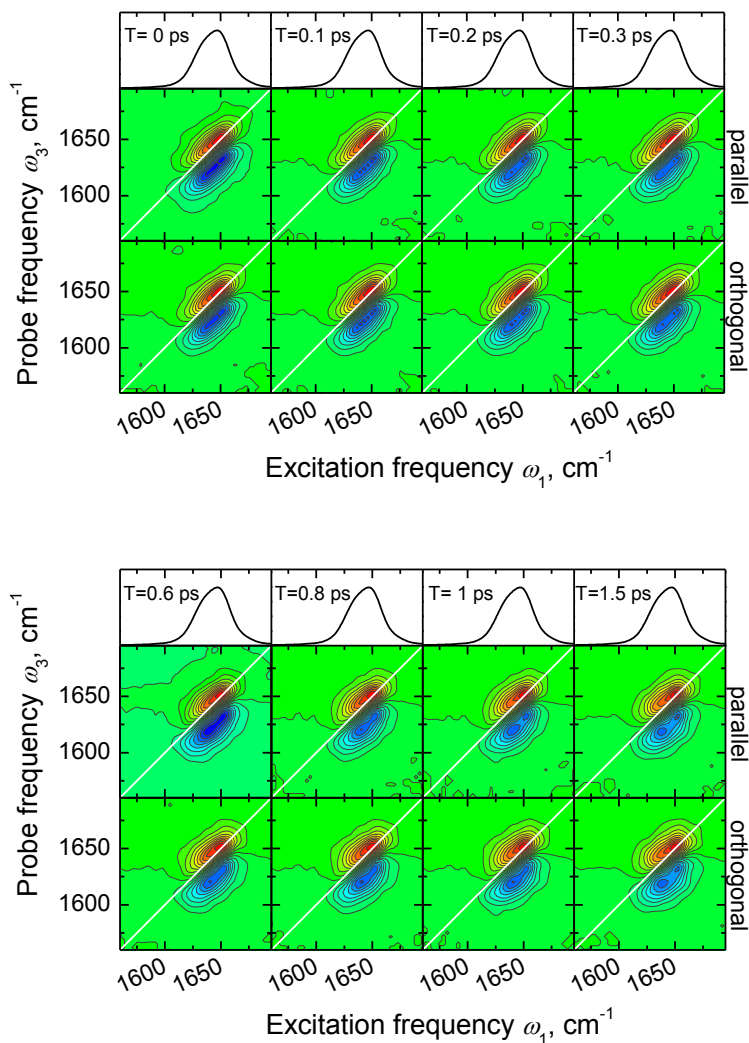 T= 0 ps T=0.1 ps T=0.2 ps T=0.3 ps
Probe frequency ω3, cm-1
1650
1600
parallel
1650
1600
orthogonal
1600 1650 1600 1650 1600 1650 1600 1650
Excitation frequency ω1, cm-1
T=0.6 ps T=0.8 ps T= 1 ps T=1.5 ps
Probe frequency ω3, cm-1
1650
1600
parallel
1650
1600
orthogonal
1600 1650 1600 1650 1600 1650 1600 1650
Excitation frequency ω1, cm-1